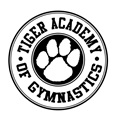 TIGER ACADEMY
• OF GYMNASTICS •